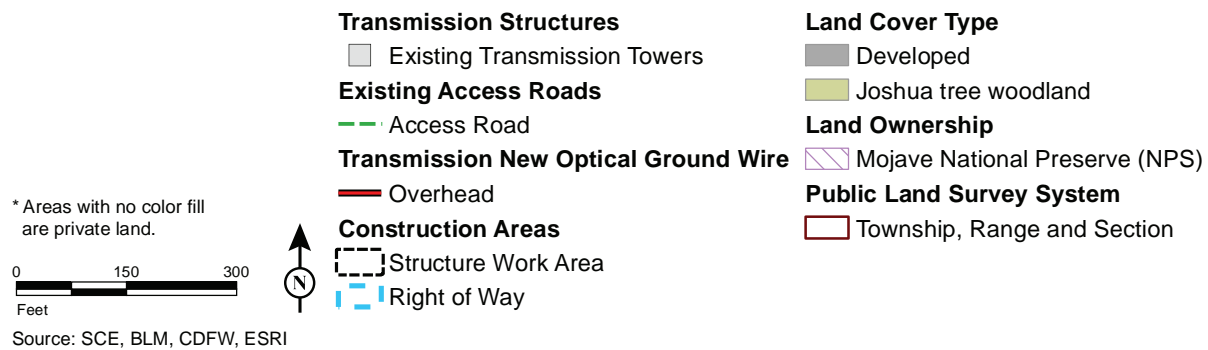 Transmission Structures
Existing Transmission Towers
Existing Access Roads
Access Road
Transmission New Optical Ground Wire
Overhead
Construction Areas
Structure Work Area
Right of Way
Land Cover Type
Developed
Joshua tree woodland
Land Ownership
Mojave National Preserve (NPS)
Public Land Survey System
Township, Range and Section
* Areas with no color fill
are private land.
0 150 300
Feet
N
Source: SCE, BLM, CDFW, ESRI